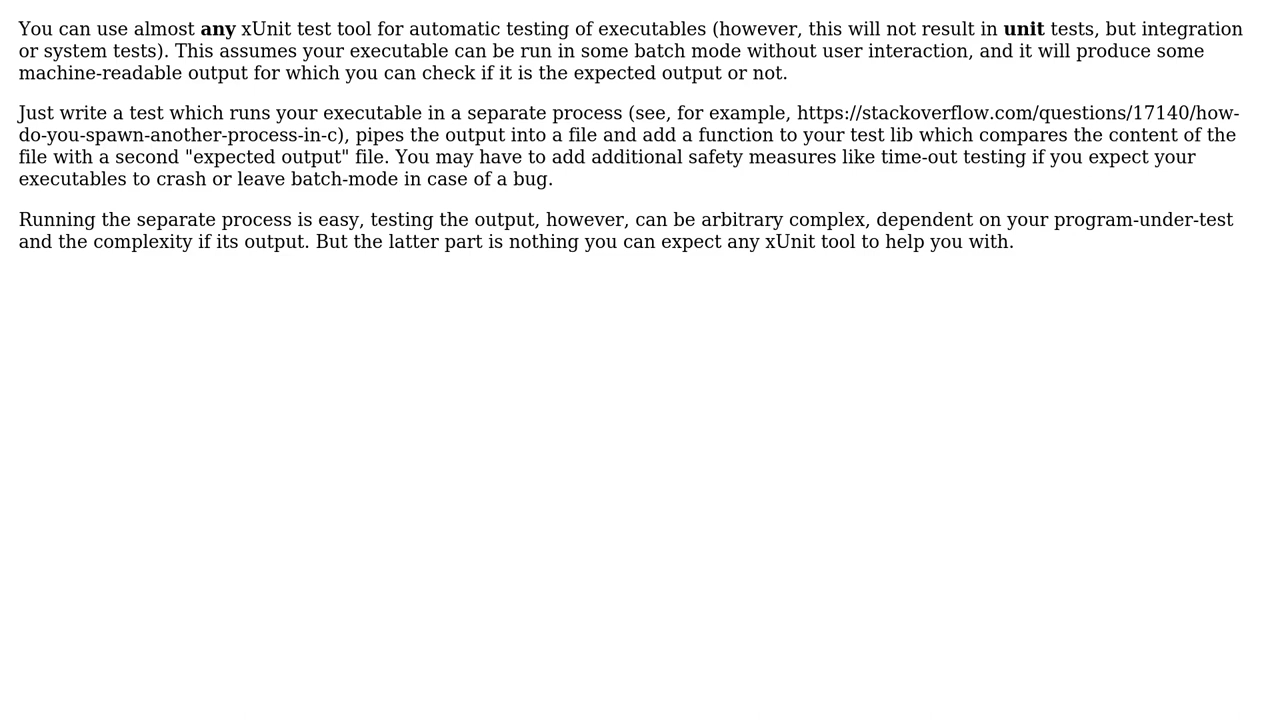 You can use almost any xUnit test tool for automatic testing of executables (however, this will not result in unit tests, but integration
or system tests). This assumes your executable can be run in some batch mode without user interaction, and it will produce some
machine-readable output for which you can check if it is the expected output or not.
Just write a test which runs your executable in a separate process (see, for example, https://stackoverflow.com/questions/17140/how-
do-you-spawn-another-process-in-c), pipes the output into a file and add a function to your test lib which compares the content of the
file with a second "expected output" file. You may have to add additional safety measures like time-out testing if you expect your
executables to crash or leave batch-mode in case of a bug.
Running the separate process is easy, testing the output, however, can be arbitrary complex, dependent on your program-under-test
and the complexity if its output. But the latter part is nothing you can expect any xUnit tool to help you with.